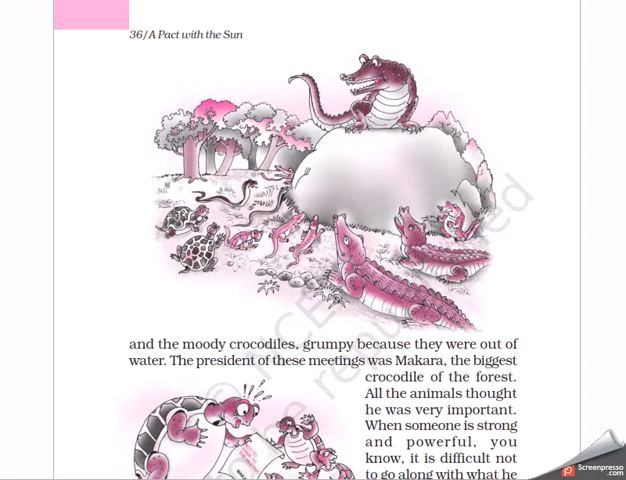 36/A Pact with the Sun
and the moody crocodiles, grumpy because they were out of
water. The president of these meetings was Makara, the biggest
crocodile of the forest.
All the animals thought
he was very important.
When someone is strong
and powerful, you
know, it is difficult not
to go along with what he
Screenpresso
.com